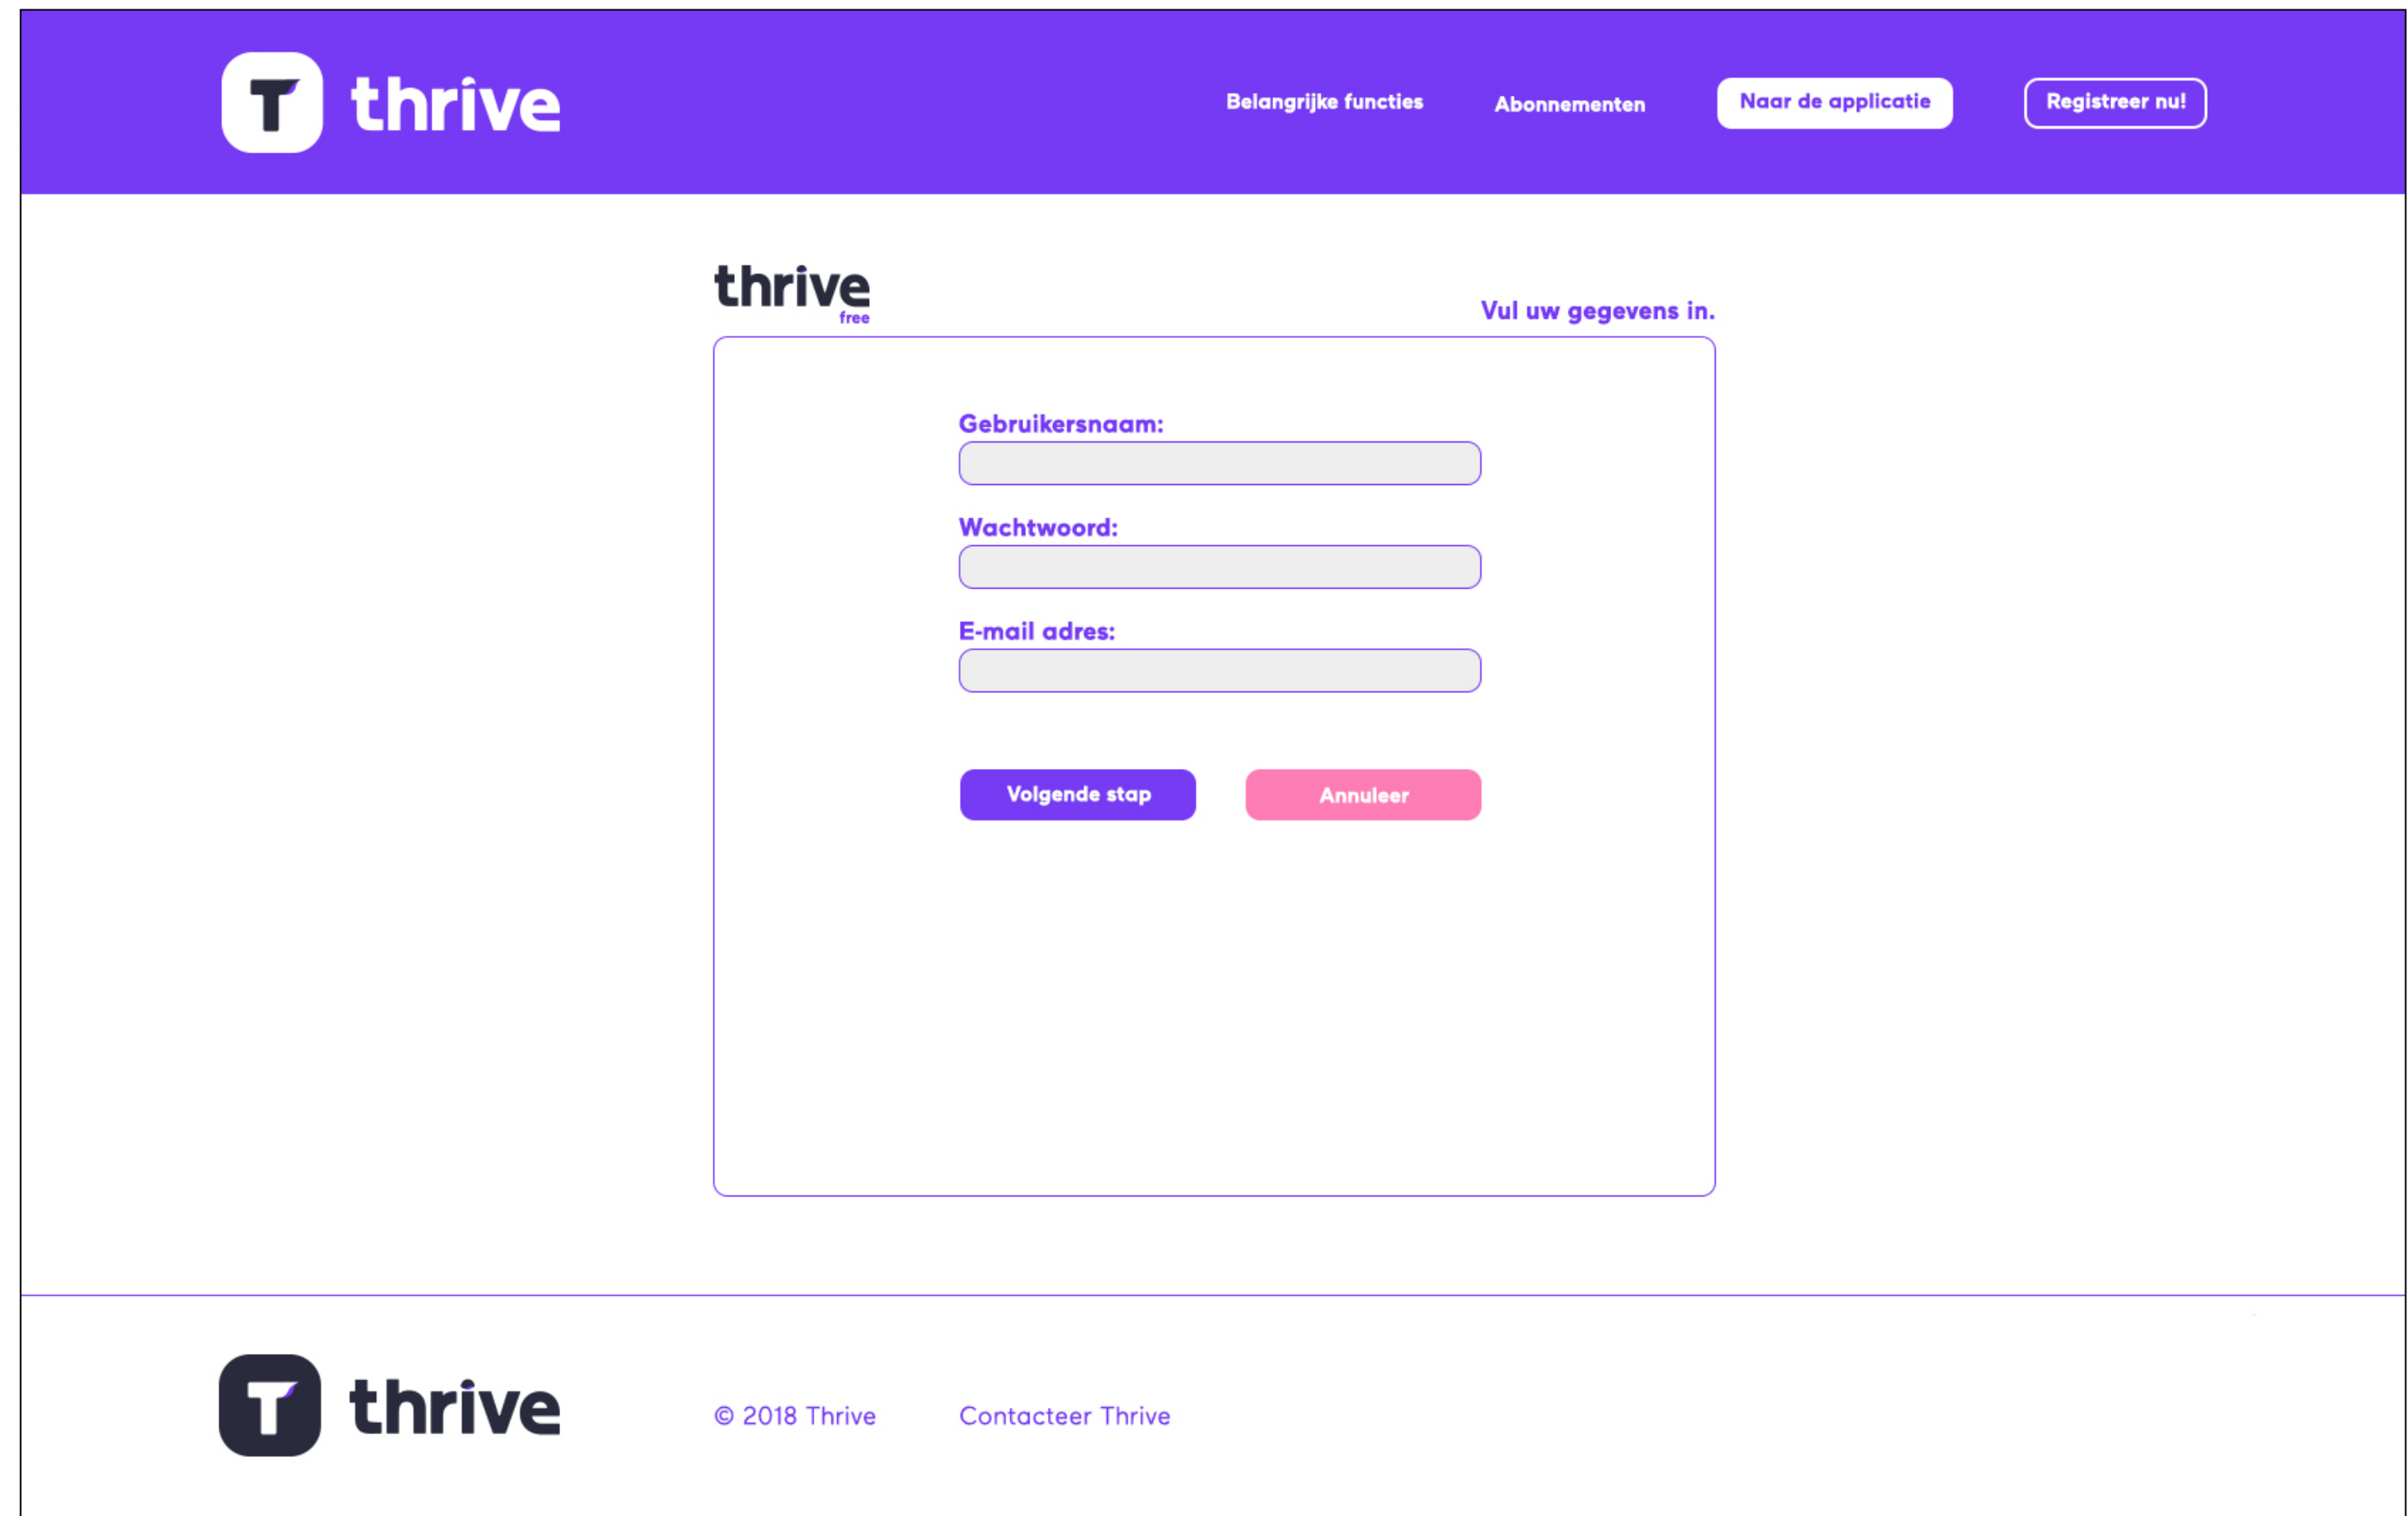 T thrive
Belangrijke functies
Abonnementen
Naar de applicatie
Registreer nu!
thrive
free
Vul uw gegevens in.
Gebruikersnaam:
Wachtwoord:
E-mail adres:
Volgende stap
Annuleer
T thrive
© 2018 Thrive
Contacteer Thrive